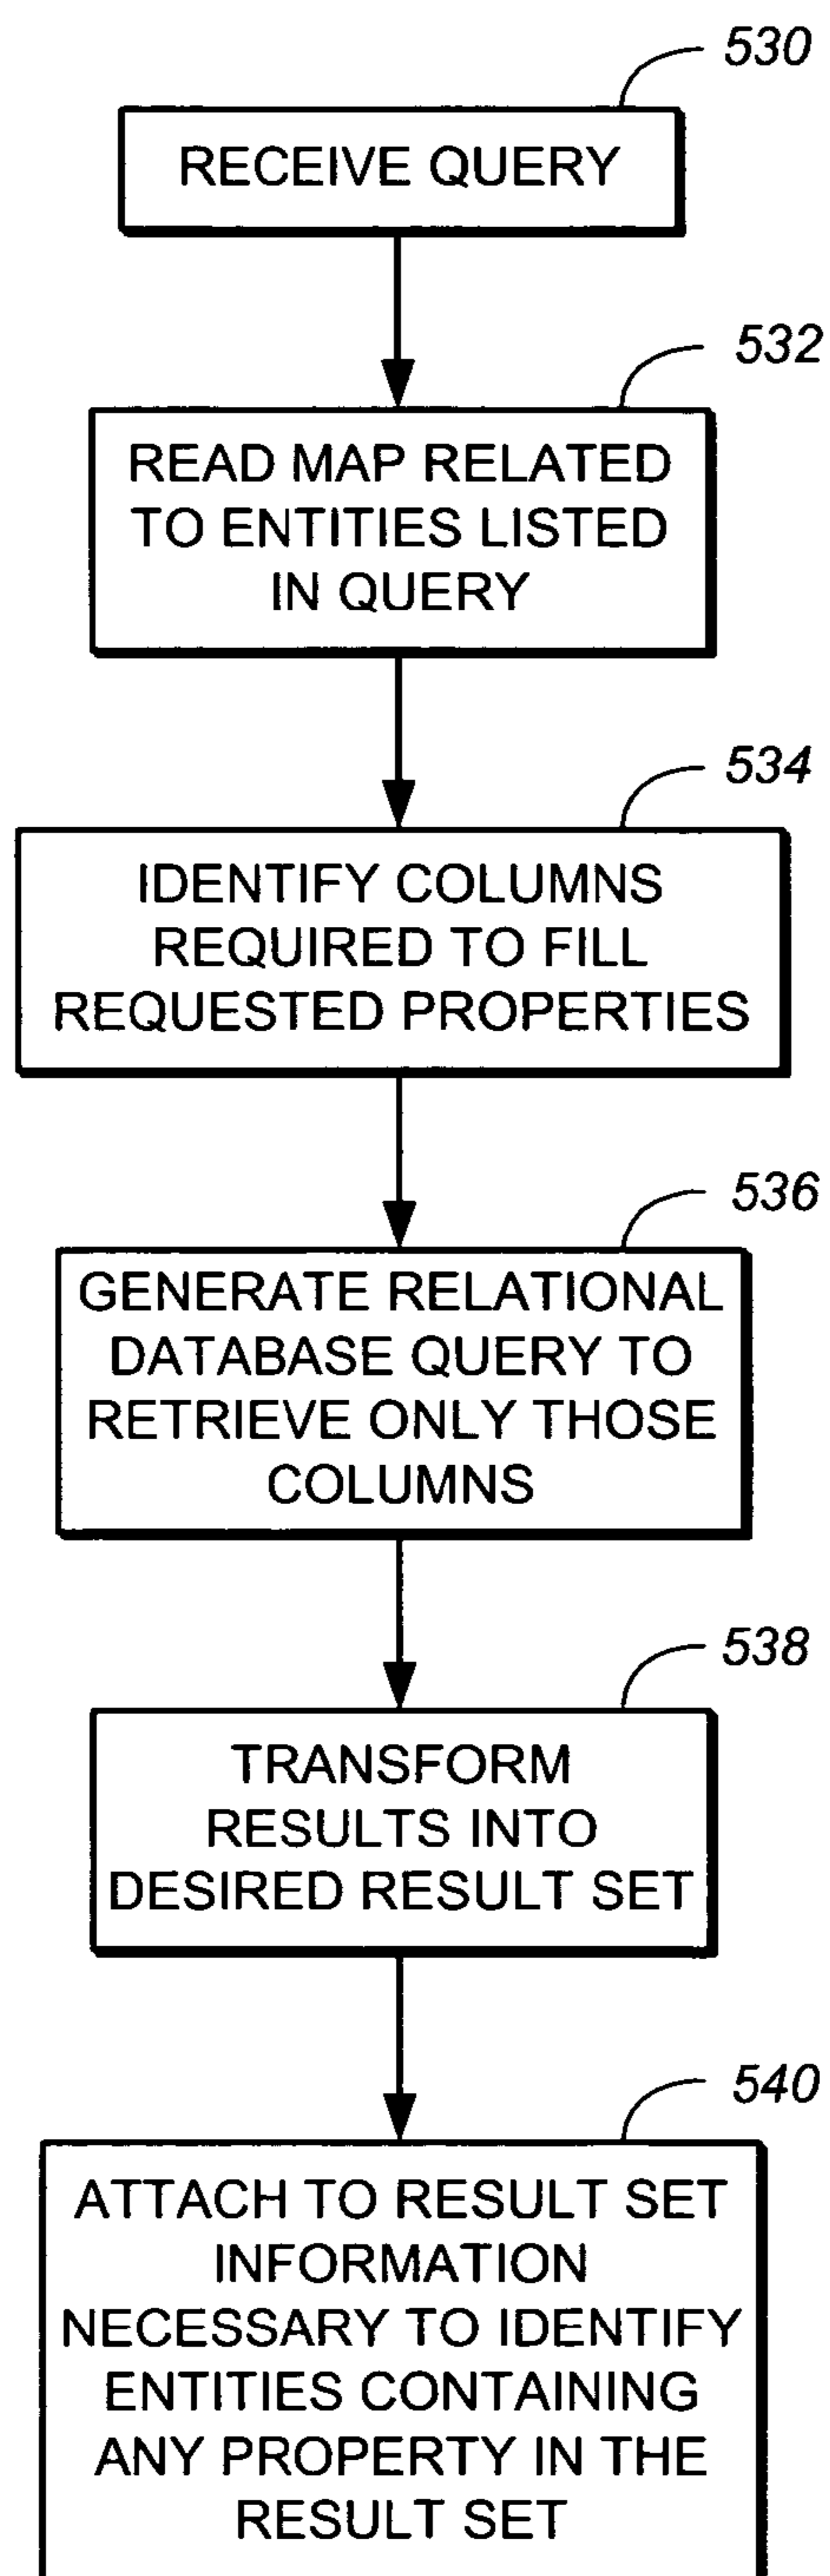 530
RECEIVE QUERY
532
READ MAP RELATED
TO ENTITIES LISTED
IN QUERY
534
IDENTIFY COLUMNS
REQUIRED TO FILL
REQUESTED PROPERTIES
536
GENERATE RELATIONAL
DATABASE QUERY TO
RETRIEVE ONLY THOSE
COLUMNS
538
TRANSFORM
RESULTS INTO
DESIRED RESULT SET
540
ATTACH TO RESULT SET
INFORMATION
NECESSARY TO IDENTIFY
ENTITIES CONTAINING
ANY PROPERTY IN THE
RESULT SET